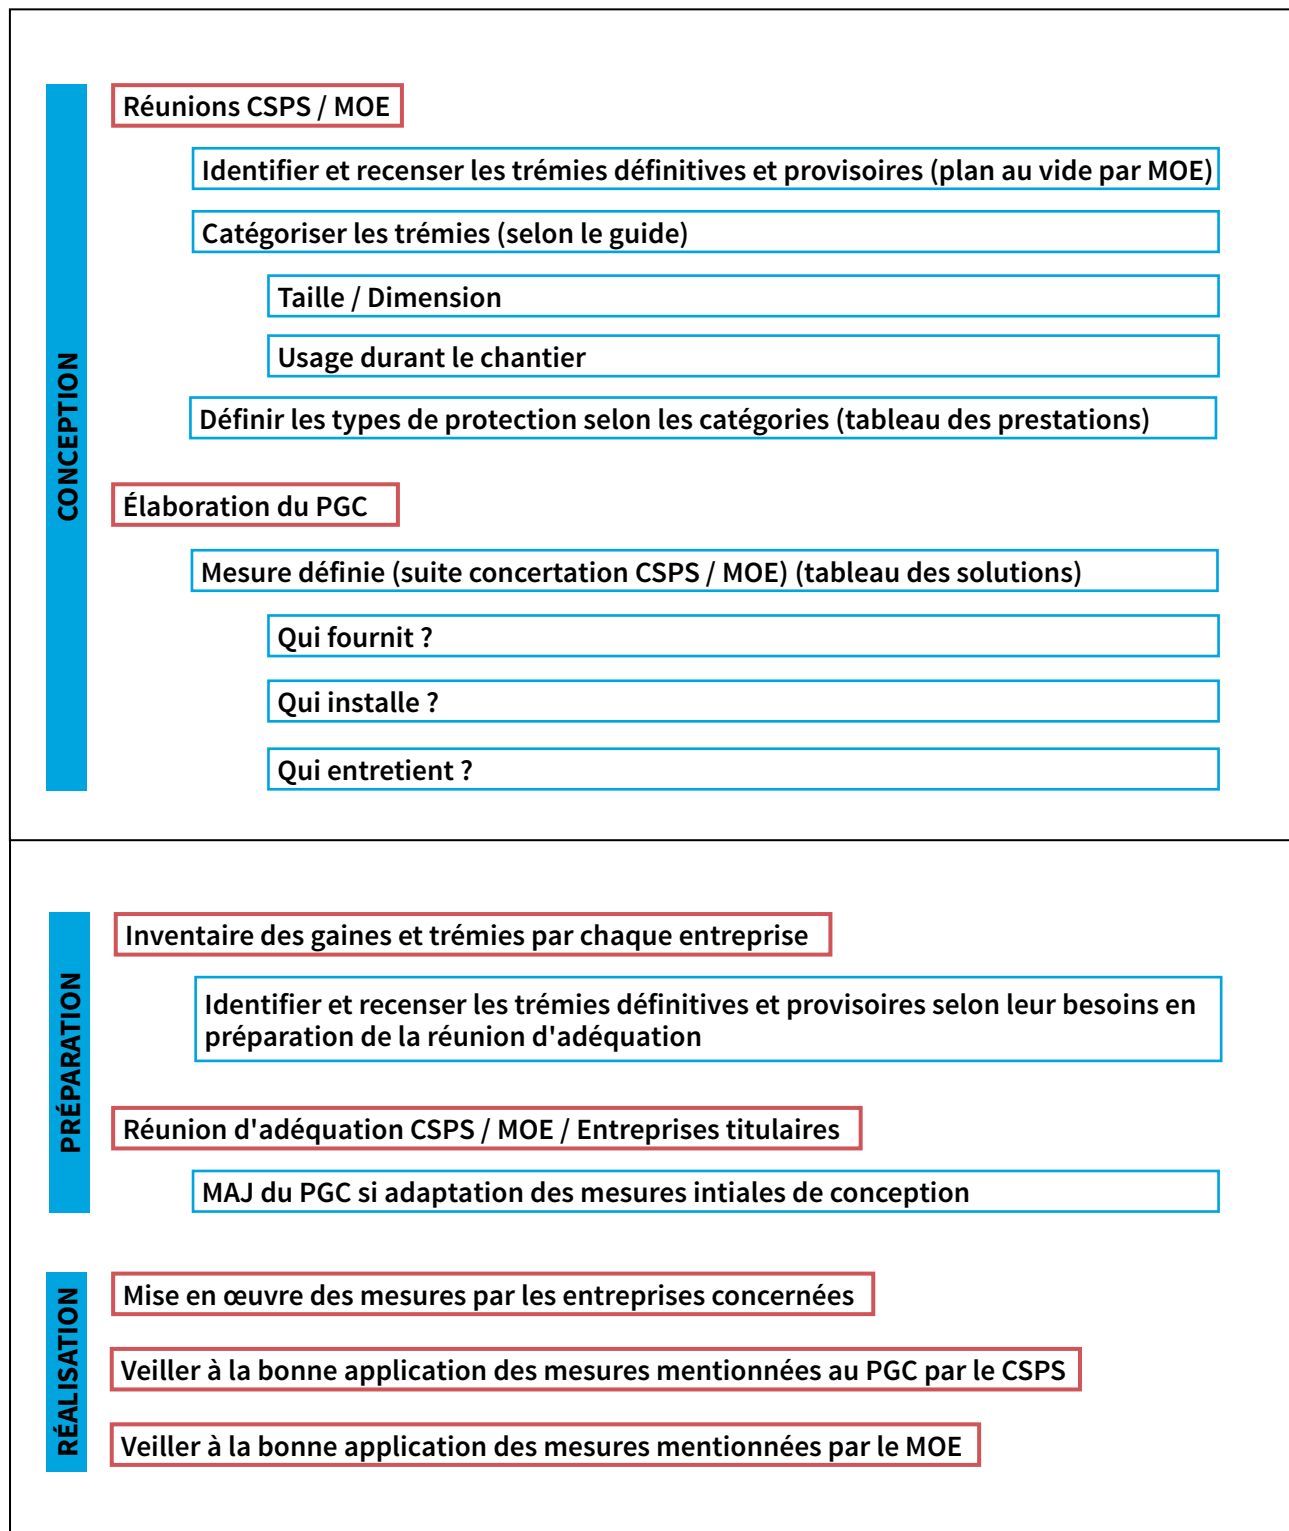 CONCEPTION
Réunions CSPS / MOE
Identifier et recenser les trémies définitives et provisoires (plan au vide par MOE)
Catégoriser les trémies (selon le guide)
Taille / Dimension
Usage durant le chantier
Définir les types de protection selon les catégories (tableau des prestations)
Élaboration du PGC
Mesure définie (suite concertation CSPS / MOE) (tableau des solutions)
Qui fournit ?
Qui installe ?
Qui entretient ?
PRÉPARATION
Inventaire des gaines et trémies par chaque entreprise
Identifier et recenser les trémies définitives et provisoires selon leur besoins en
préparation de la réunion d'adéquation
Réunion d'adéquation CSPS / MOE / Entreprises titulaires
MAJ du PGC si adaptation des mesures intiales de conception
RÉALISATION
Mise en œuvre des mesures par les entreprises concernées
Veiller à la bonne application des mesures mentionnées au PGC par le CSPS
Veiller à la bonne application des mesures mentionnées par le MOE